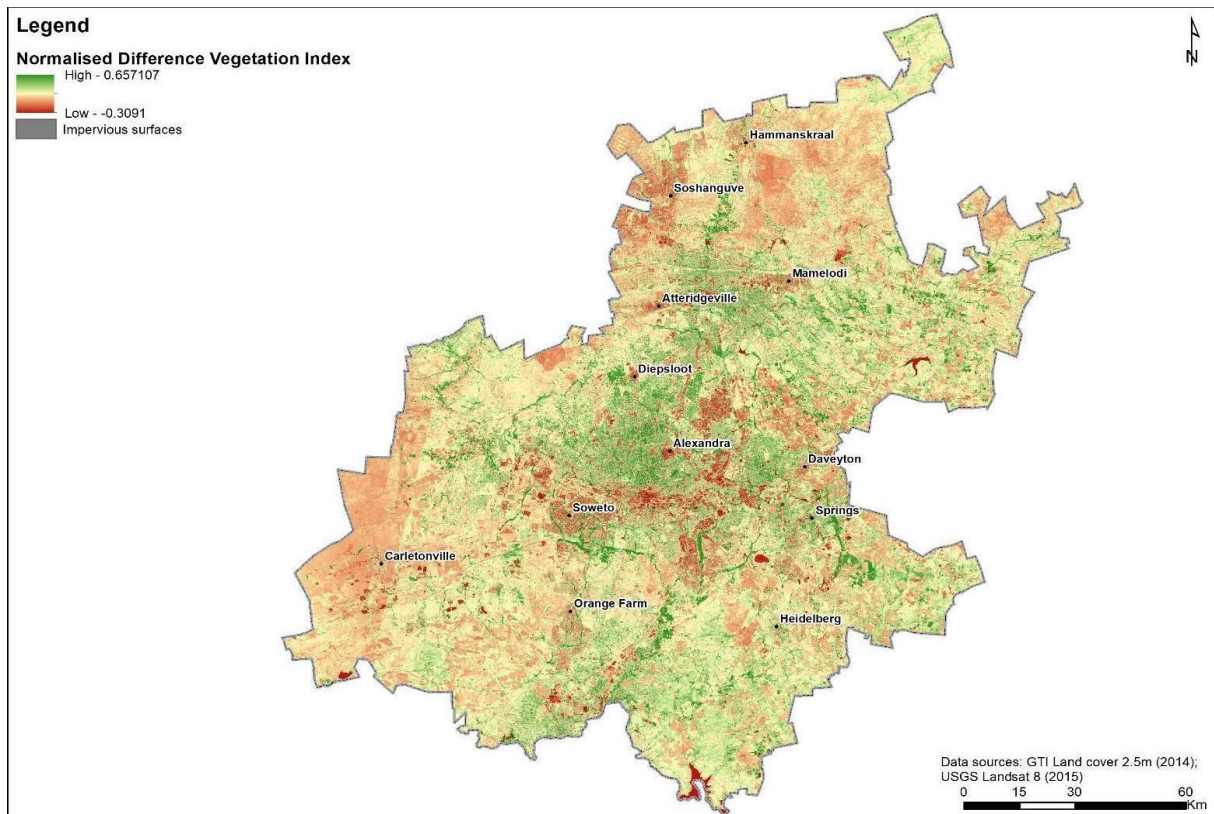 Legend
Normalised Difference Vegetation Index
High - 0.657107
Low - -0.3091
Impervious surfaces
N
Hammanskraal
Soshanguve
Mamelodi
Atteridgeville
Diepsloot
Alexandra
Daveyton
Soweto
Springs
Carletonville
Orange Farm
Heidelberg
Data sources: GTI Land cover 2.5m (2014);
USGS Landsat 8 (2015)
0 15 30 60
Km